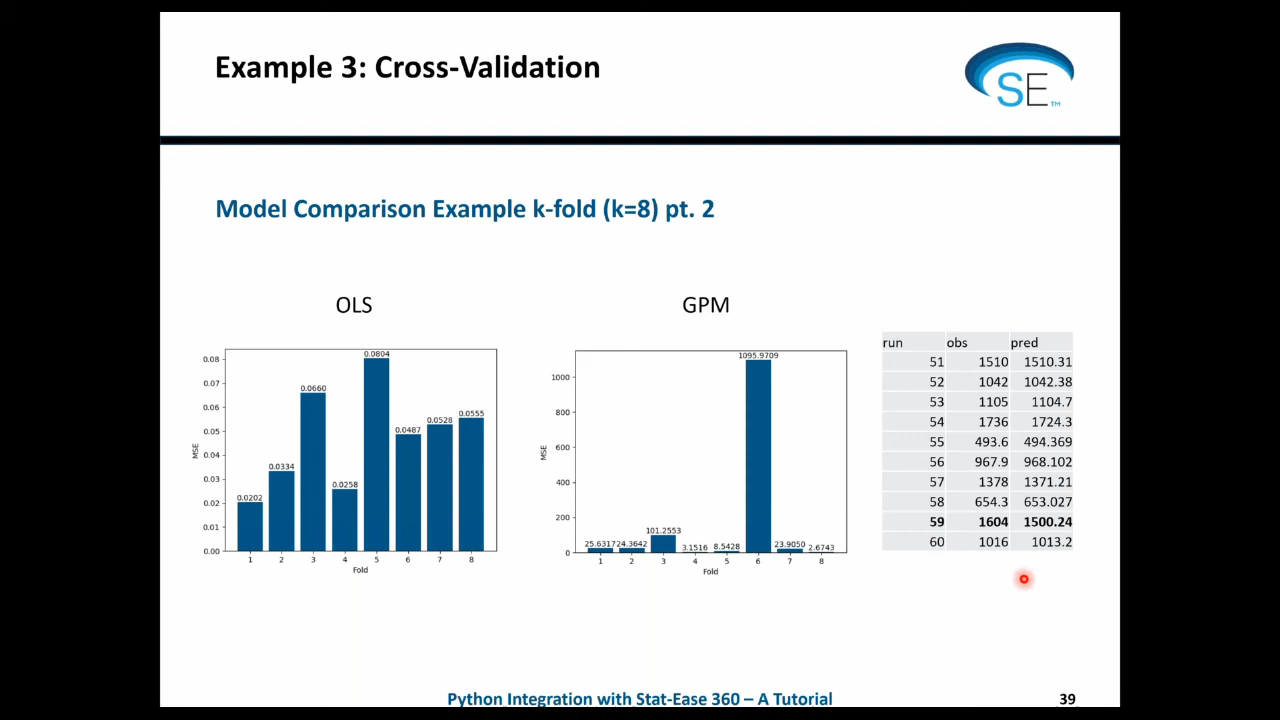 Example 3: Cross-Validation
SE™
Model Comparison Example k-fold (k=8) pt. 2
OLS
0.0202 0.0334 0.0660 0.0258 0.0804 0.0487 0.0528 0.0555
0.08
0.07
0.06
0.05
0.04
0.03
0.02
0.01
0.00
MSE
1 2 3 4 5 6 7 8
Fold
GPM
25.6317 24.3642 101.2553 3.1516 8.5428 1095.9709 23.9050 2.6743
1000
800
600
400
200
0
MSE
1 2 3 4 5 6 7 8
Fold
run obs pred
51 1510 1510.31
52 1042 1042.38
53 1105 1104.7
54 1736 1724.3
55 493.6 494.369
56 967.9 968.102
57 1378 1371.21
58 654.3 653.027
59 1604 1500.24
60 1016 1013.2
Python Integration with Stat-Ease 360 – A Tutorial
39